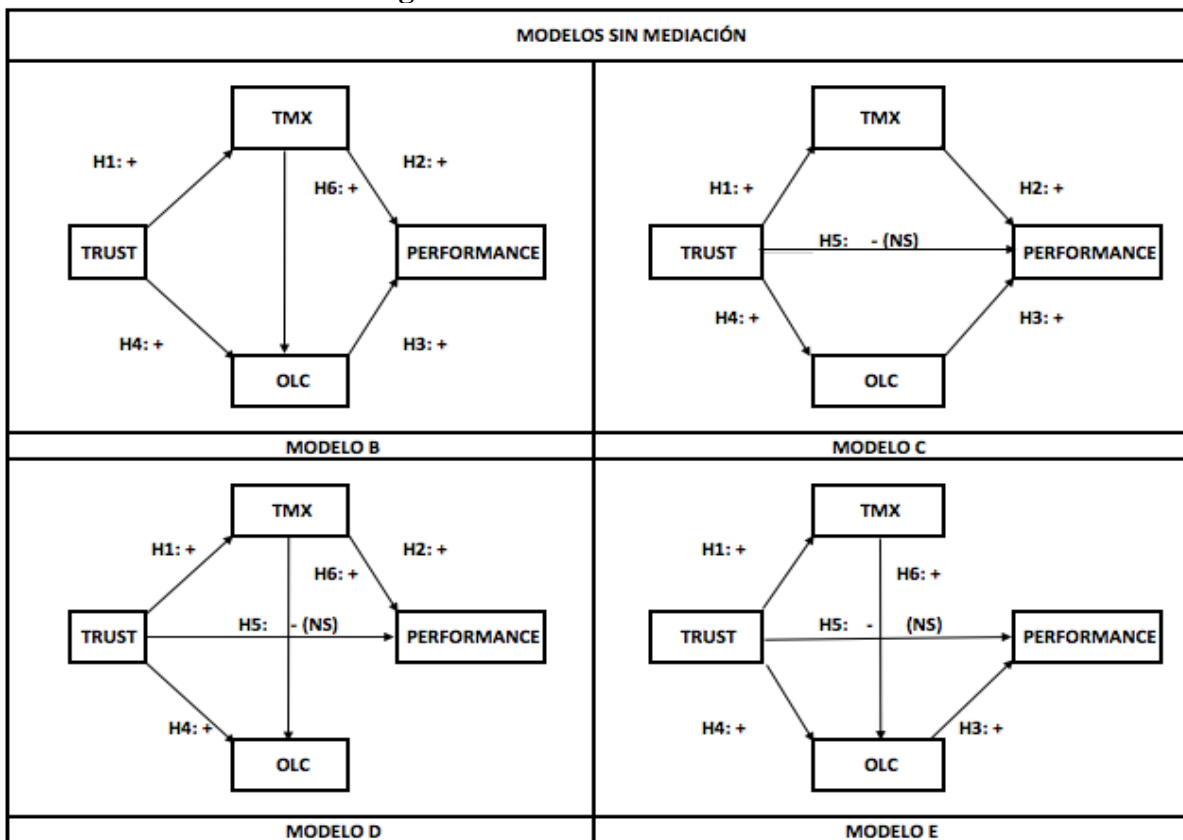 MODELOS SIN MEDIACIÓN
TMX
H1: +
H2: +
H6: +
TRUST
PERFORMANCE
H4: +
H3: +
OLC
MODELO B
TMX
H1: +
H2: +
TRUST
H5: - (NS)
PERFORMANCE
H4: +
H3: +
OLC
MODELO C
TMX
H1: +
H2: +
H6: +
TRUST
H5: - (NS)
PERFORMANCE
H4: +
OLC
MODELO D
TMX
H1: +
H6: +
TRUST
H5: - (NS)
PERFORMANCE
H4: +
H3: +
OLC
MODELO E